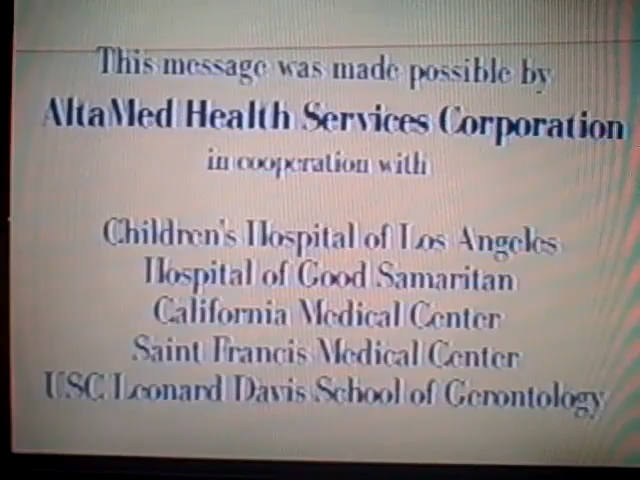 This message was made possible by
AltaMed Health Services Corporation
in cooperation with
Children's Hospital of Los Angeles
Hospital of Good Samaritan
California Medical Center
Saint Francis Medical Center
USC Leonard Davis School of Gerontology